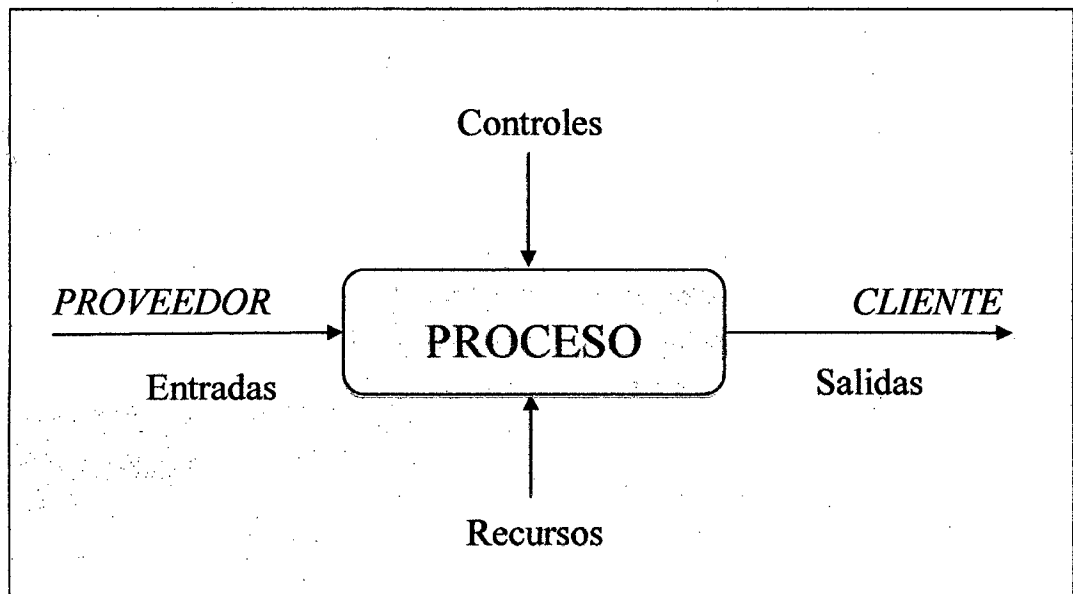 Controles
PROVEEDOR
CLIENTE
PROCESO
Entradas
Salidas
Recursos